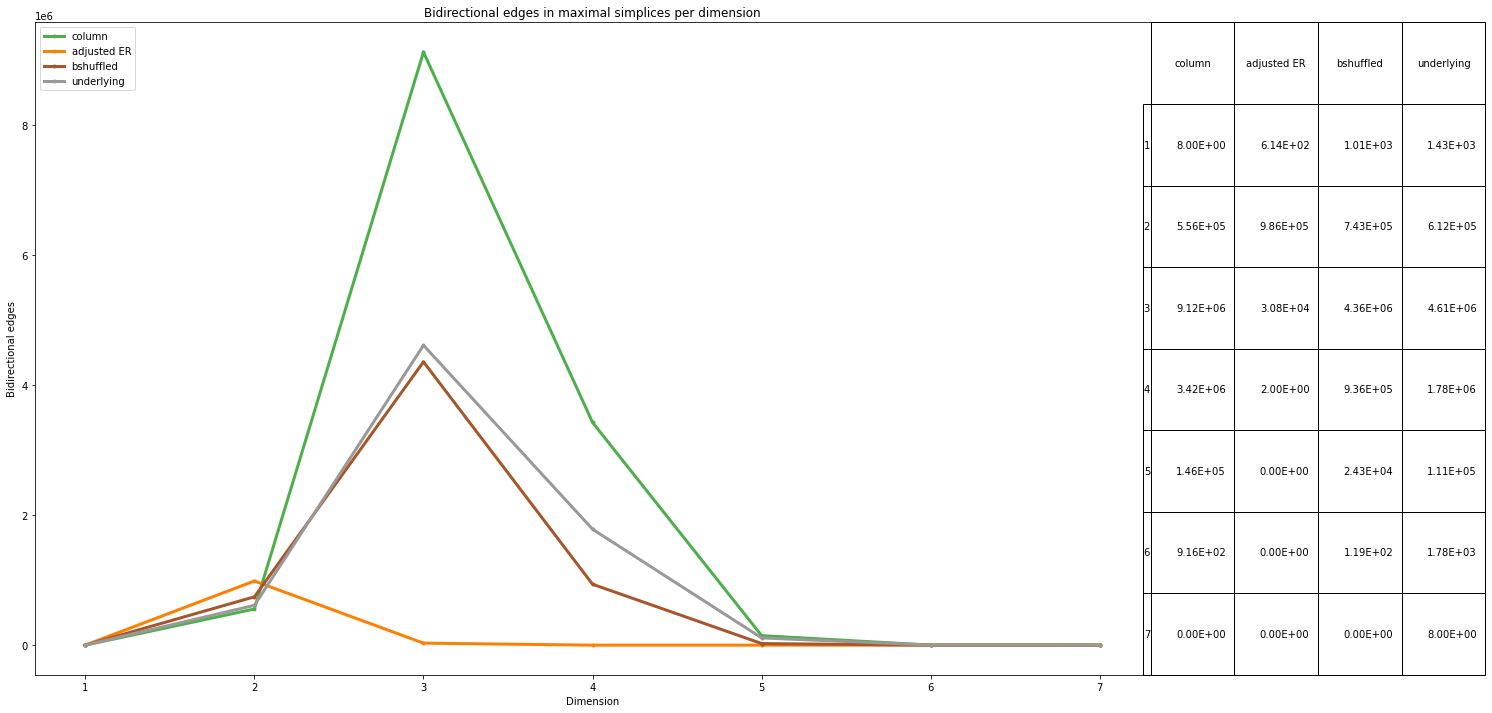 Bidirectional edges in maximal simplices per dimension
1e6
column
adjusted ER
bshuffled
underlying
8
6
4
2
0
Bidirectional edges
1 2 3 4 5 6 7
Dimension
column adjusted ER bshuffled underlying
1 8.00E+00 6.14E+02 1.01E+03 1.43E+03
2 5.56E+05 9.86E+05 7.43E+05 6.12E+05
3 9.12E+06 3.08E+04 4.36E+06 4.61E+06
4 3.42E+06 2.00E+00 9.36E+05 1.78E+06
5 1.46E+05 0.00E+00 2.43E+04 1.11E+05
6 9.16E+02 0.00E+00 1.19E+02 1.78E+03
7 0.00E+00 0.00E+00 0.00E+00 8.00E+00